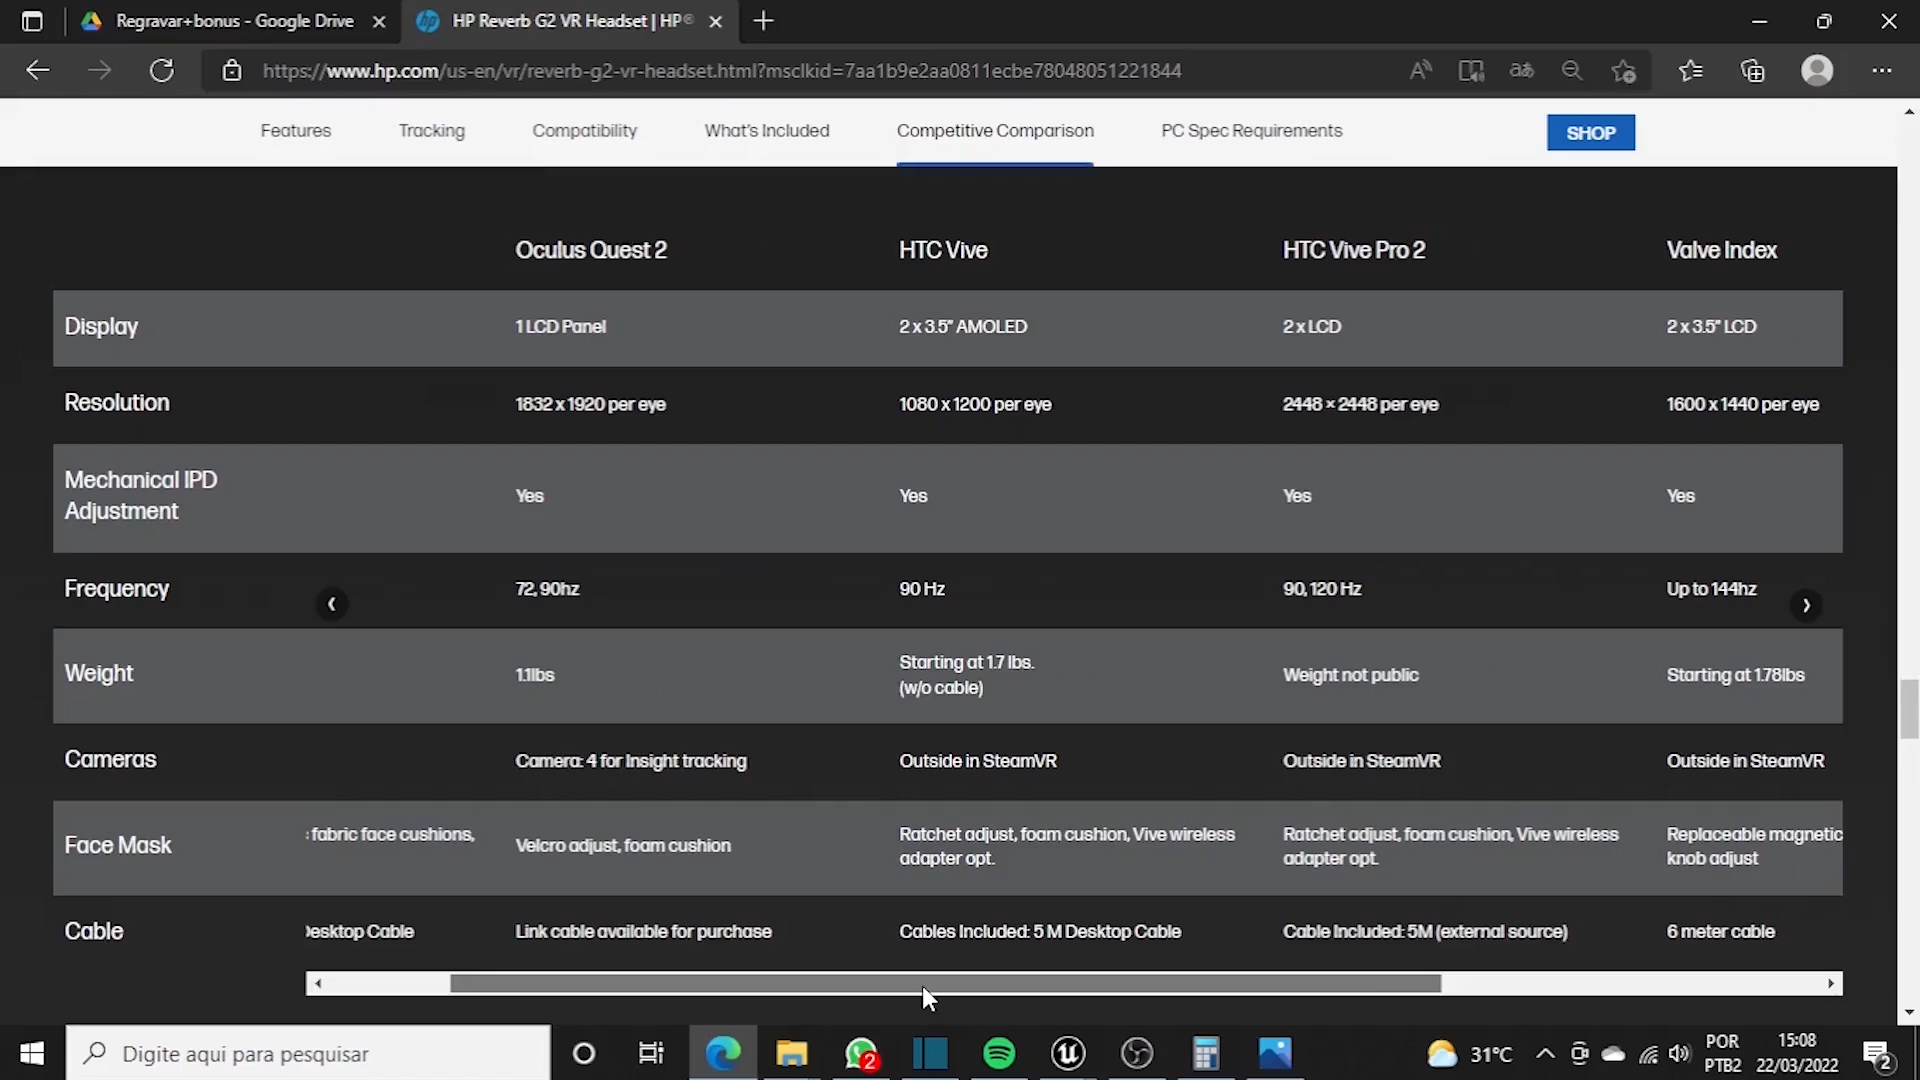 Regravar+bonus - Google Drive
HP Reverb G2 VR Headset | HP®
https://www.hp.com/us-en/vr/reverb-g2-vr-headset.html?msclkid=7aa1b9e2aa0811ecbe78048051221844
Features Tracking Compatibility What's Included Competitive Comparison PC Spec Requirements SHOP
Oculus Quest 2 HTC Vive HTC Vive Pro 2 Valve Index
Display 1 LCD Panel 2 x 3.5" AMOLED 2 x LCD 2 x 3.5" LCD
Resolution 1832 x 1920 per eye 1080 x 1200 per eye 2448 × 2448 per eye 1600 x 1440 per eye
Mechanical IPD
Adjustment Yes Yes Yes Yes
Frequency 72, 90hz 90 Hz 90, 120 Hz Up to 144hz
Weight 1.1lbs Starting at 1.7 lbs. Weight not public Starting at 1.78lbs
(w/o cable)
Cameras Camera: 4 for Insight tracking Outside in SteamVR Outside in SteamVR Outside in SteamVR
Face Mask fabric face cushions, Velcro adjust, foam cushion Ratchet adjust, foam cushion, Vive wireless Ratchet adjust, foam cushion, Vive wireless Replaceable magnetic
adapter opt. adapter opt. knob adjust
Cable Desktop Cable Link cable available for purchase Cables Included: 5 M Desktop Cable Cable Included: 5M (external source) 6 meter cable
Digite aqui para pesquisar
2
31°C
POR
PTB2
15:08
22/03/2022
2